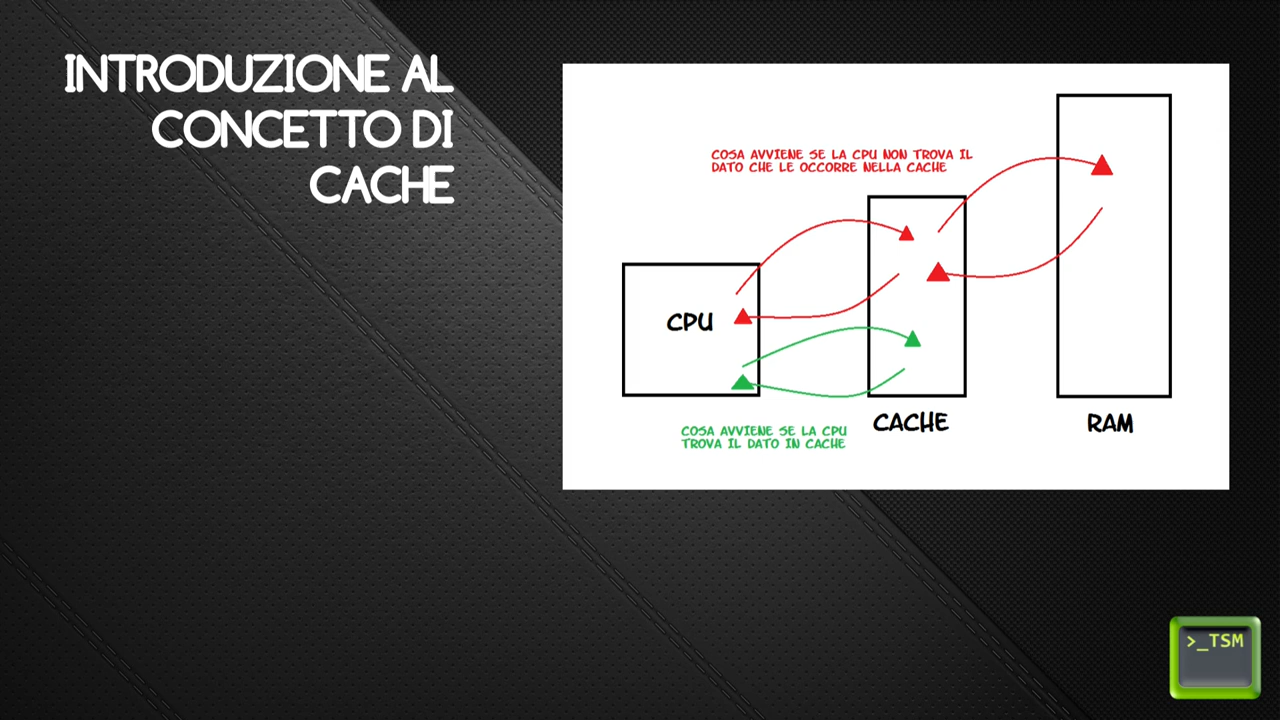 INTRODUZIONE AL
CONCETTO DI
CACHE
COSA AVVIENE SE LA CPU NON TROVA IL
DATO CHE LE OCCORRE NELLA CACHE
CPU
COSA AVVIENE SE LA CPU
TROVA IL DATO IN CACHE
CACHE
RAM
>_TSM